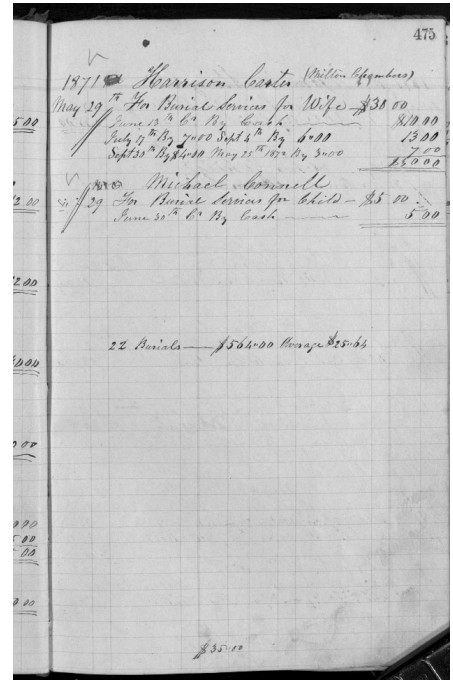 475
1871 Harrison Carter (Milton Chambers)
May 29th For Burial Services for Wife — $30 00
June 13th Cr By Cash — $10 00
July 17th By 7-00 Sept 4th By 6-00 13 00
Sept 30th By $4-00 May 25th 1872 By 3-00 7 00
Michael Connell
29 For Burial Services for Child — $5 00
June 30th Cr By Cash — 5 00
22 Burials — $564-00 Average $25-64
$35-00
5 00
2 00
2 00
0 00
00
5 00
00
0 00